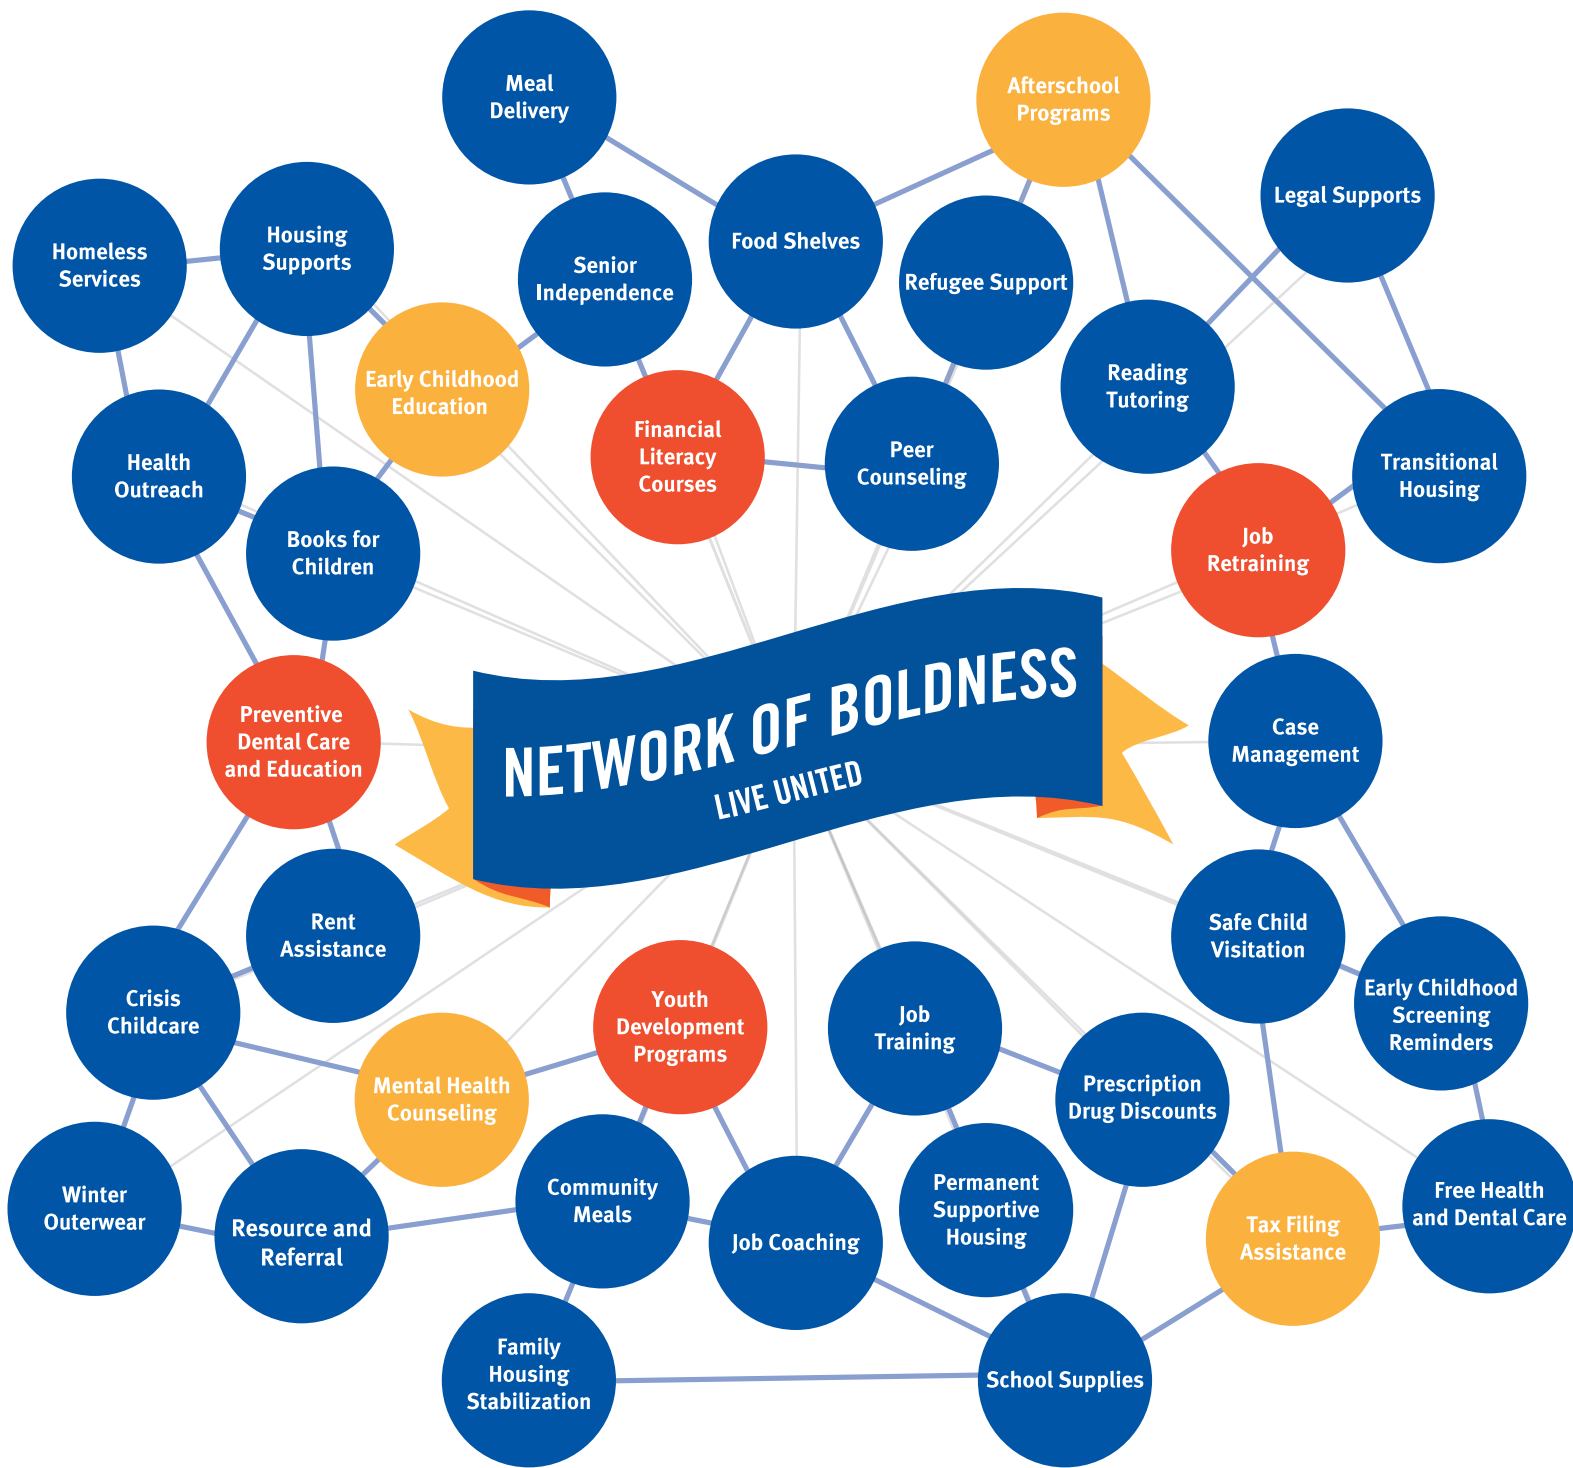 Meal
Delivery
Afterschool
Programs
Legal Supports
Homeless
Services
Housing
Supports
Senior
Independence
Food Shelves
Refugee Support
Early Childhood
Education
Financial
Literacy
Courses
Peer
Counseling
Reading
Tutoring
Transitional
Housing
Health
Outreach
Books for
Children
Job
Retraining
Preventive
Dental Care
and Education
NETWORK OF BOLDNESS
LIVE UNITED
Case
Management
Rent
Assistance
Safe Child
Visitation
Crisis
Childcare
Youth
Development
Programs
Job
Training
Early Childhood
Screening
Reminders
Mental Health
Counseling
Prescription
Drug Discounts
Winter
Outerwear
Resource and
Referral
Community
Meals
Job Coaching
Permanent
Supportive
Housing
Tax Filing
Assistance
Free Health
and Dental Care
Family
Housing
Stabilization
School Supplies